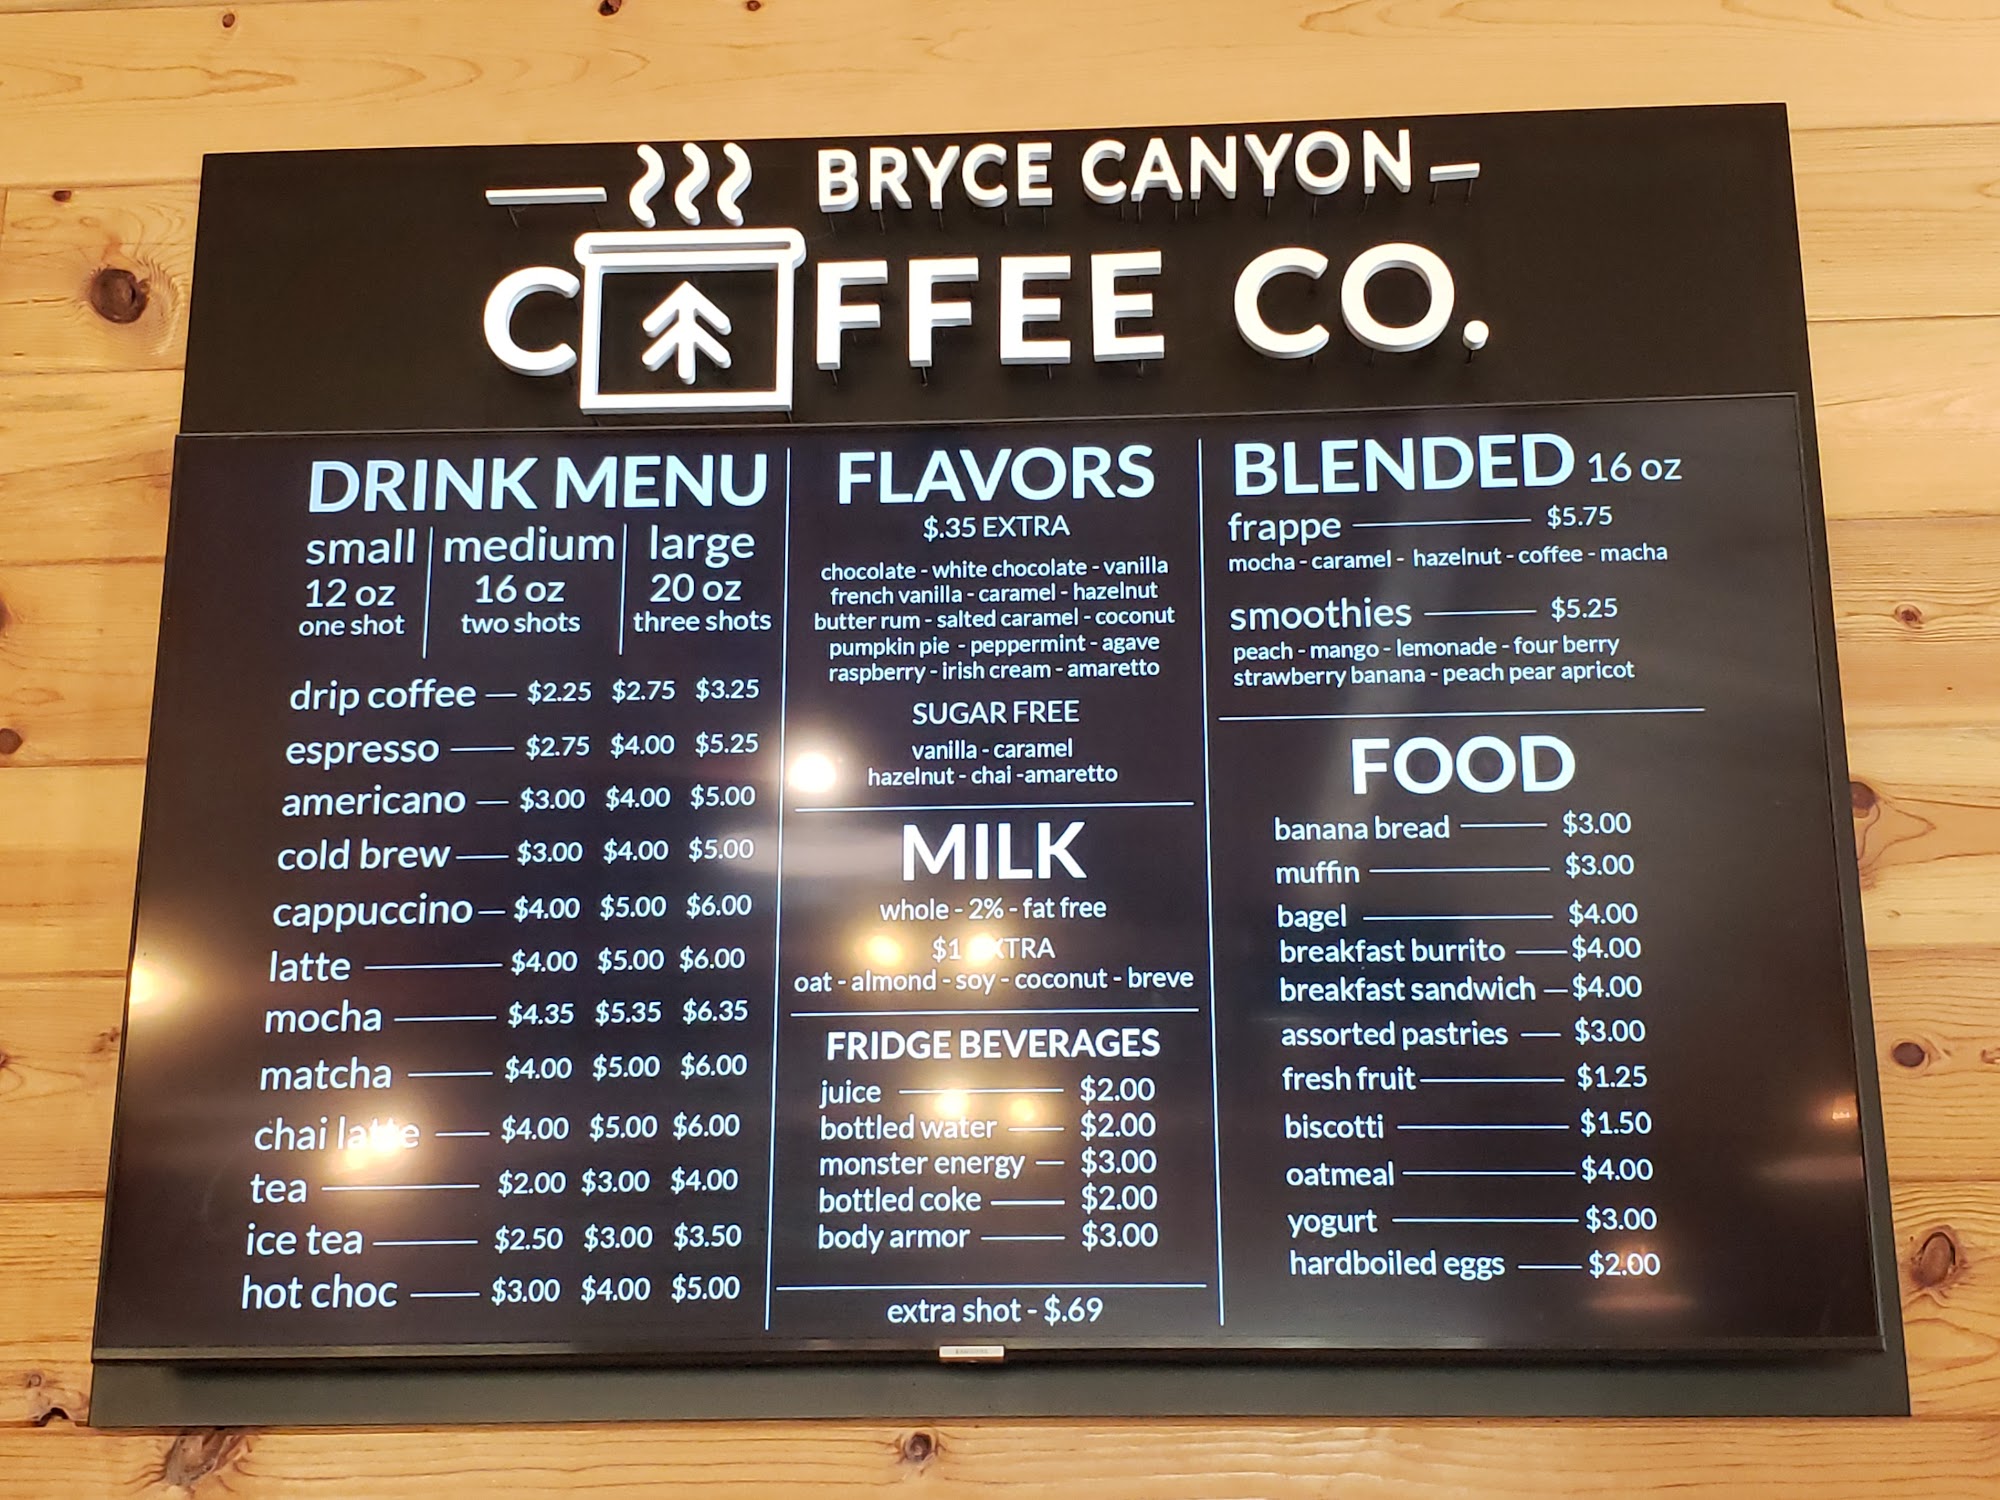 BRYCE CANYON
COFFEE CO.
DRINK MENU
small medium large
12 oz 16 oz 20 oz
one shot two shots three shots
drip coffee $2.25 $2.75 $3.25
espresso $2.75 $4.00 $5.25
americano $3.00 $4.00 $5.00
cold brew $3.00 $4.00 $5.00
cappuccino $4.00 $5.00 $6.00
latte $4.00 $5.00 $6.00
mocha $4.35 $5.35 $6.35
matcha $4.00 $5.00 $6.00
chai latte $4.00 $5.00 $6.00
tea $2.00 $3.00 $4.00
ice tea $2.50 $3.00 $3.50
hot choc $3.00 $4.00 $5.00
FLAVORS
$.35 EXTRA
chocolate - white chocolate - vanilla
french vanilla - caramel - hazelnut
butter rum - salted caramel - coconut
pumpkin pie - peppermint - agave
raspberry - irish cream - amaretto
SUGAR FREE
vanilla - caramel
hazelnut - chai -amaretto
MILK
whole - 2% - fat free
$1 EXTRA
oat - almond - soy - coconut - breve
FRIDGE BEVERAGES
juice $2.00
bottled water $2.00
monster energy $3.00
bottled coke $2.00
body armor $3.00
extra shot - $.69
BLENDED 16 oz
frappe $5.75
mocha - caramel - hazelnut - coffee - macha
smoothies $5.25
peach - mango - lemonade - four berry
strawberry banana - peach pear apricot
FOOD
banana bread $3.00
muffin $3.00
bagel $4.00
breakfast burrito $4.00
breakfast sandwich $4.00
assorted pastries $3.00
fresh fruit $1.25
biscotti $1.50
oatmeal $4.00
yogurt $3.00
hardboiled eggs $2.00